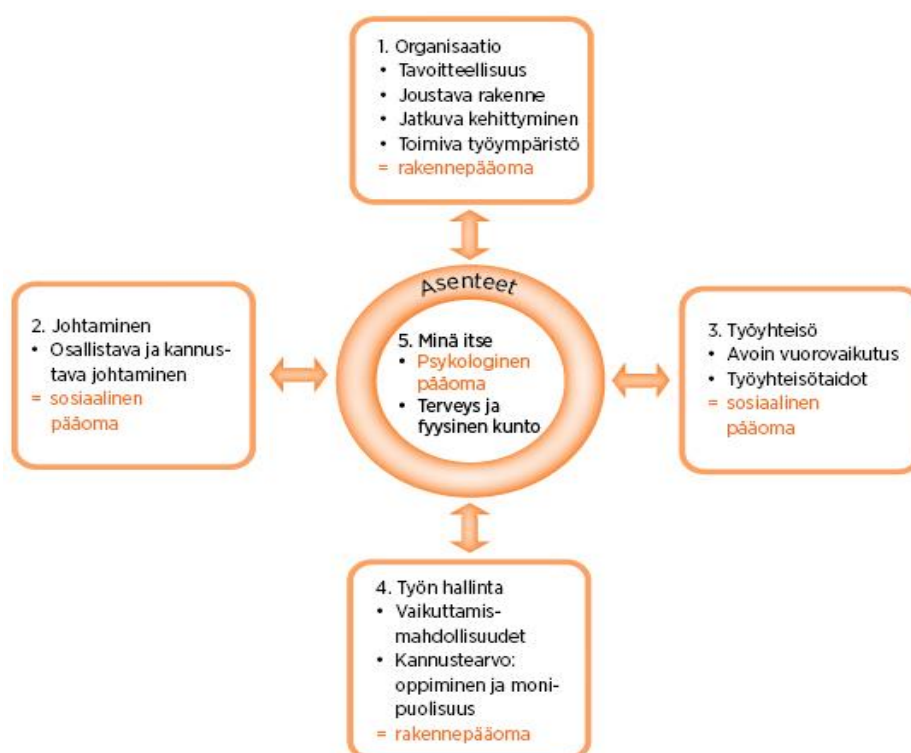 1. Organisaatio
• Tavoitteellisuus
• Joustava rakenne
• Jatkuva kehittyminen
• Toimiva työympäristö
= rakennepääoma
2. Johtaminen
• Osallistava ja kannus-
tava johtaminen
= sosiaalinen
pääoma
Asenteet
5. Minä itse
• Psykologinen
pääoma
• Terveys ja
fyysinen kunto
3. Työyhteisö
• Avoin vuorovaikutus
• Työyhteisötaidot
= sosiaalinen
pääoma
4. Työn hallinta
• Vaikuttamis-
mahdollisuudet
• Kannustearvo:
oppiminen ja moni-
puolisuus
= rakennepääoma